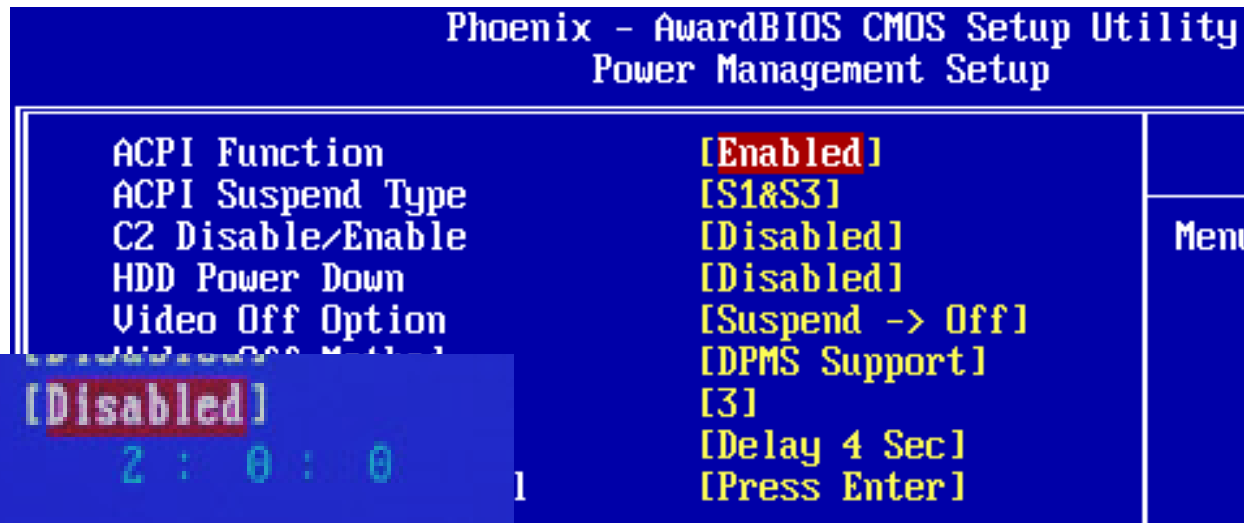 Phoenix - AwardBIOS CMOS Setup Utility
Power Management Setup
ACPI Function [Enabled]
ACPI Suspend Type [S1&S3]
C2 Disable/Enable [Disabled]
Menu
HDD Power Down [Disabled]
Video Off Option [Suspend -> Off]
[DPMS Support]
[Disabled]
[3]
2 : 0 : 0
[Delay 4 Sec]
[Press Enter]